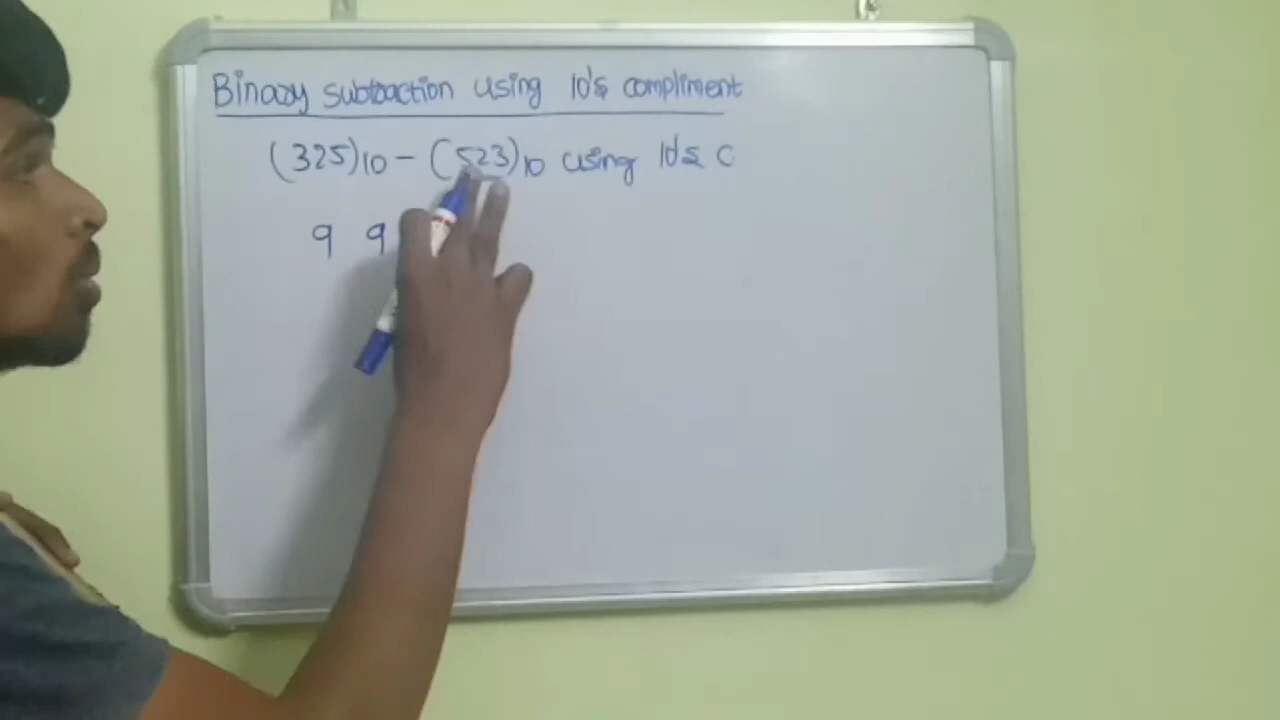 Binary subtraction using 10's compliment
(325)10 - (523)10 using 10's C
9 9